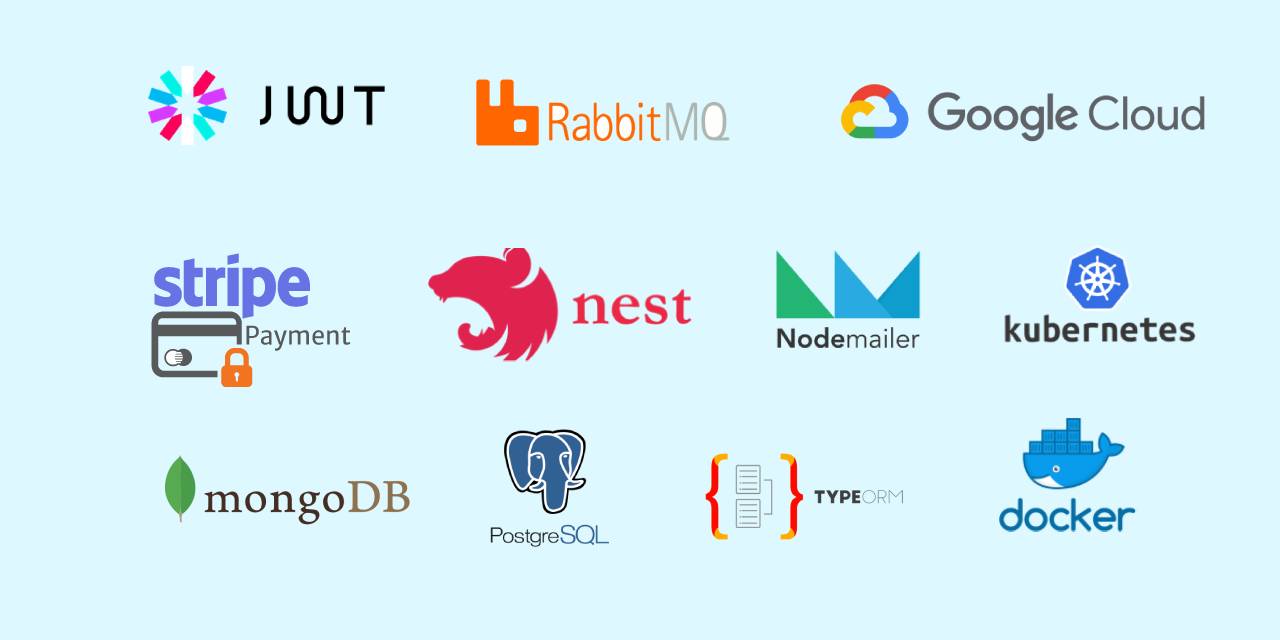 JWT
RabbitMQ
Google Cloud
stripe
Payment
nest
Nodemailer
kubernetes
mongoDB
PostgreSQL
TYPEORM
docker